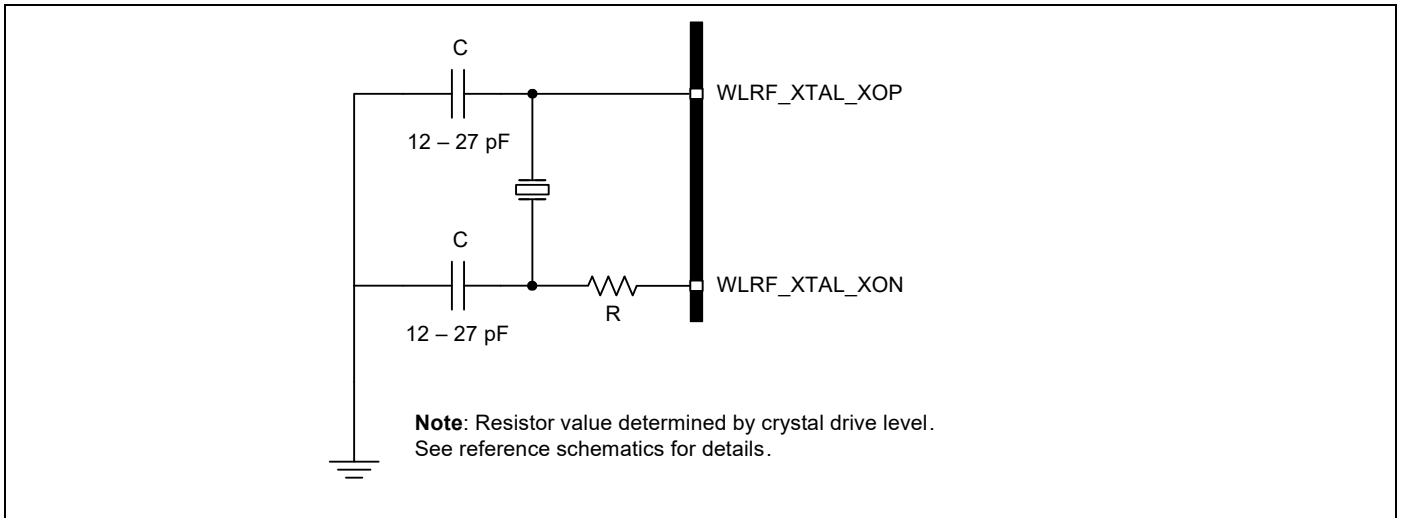 C
WLRF_XTAL_XOP
12 – 27 pF
C
WLRF_XTAL_XON
R
12 – 27 pF
Note: Resistor value determined by crystal drive level.
See reference schematics for details.